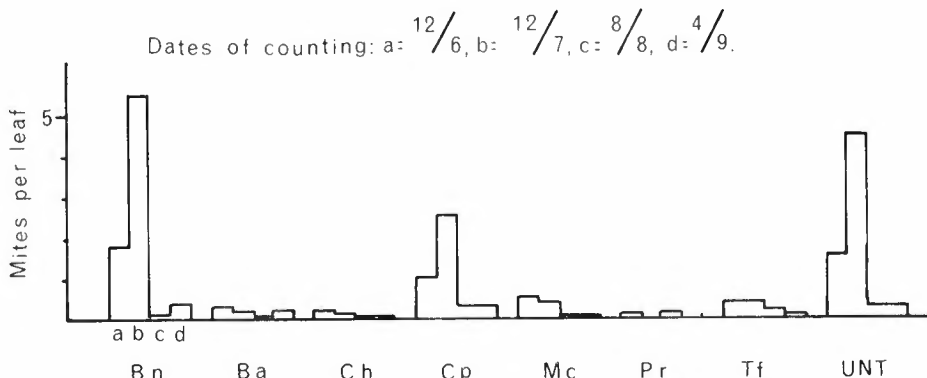 Dates of counting: a= 12/6, b= 12/7, c= 8/8, d= 4/9.
Mites per leaf
5
a b c d
Bn Ba Ch Cp Mc Pr Tf UNT